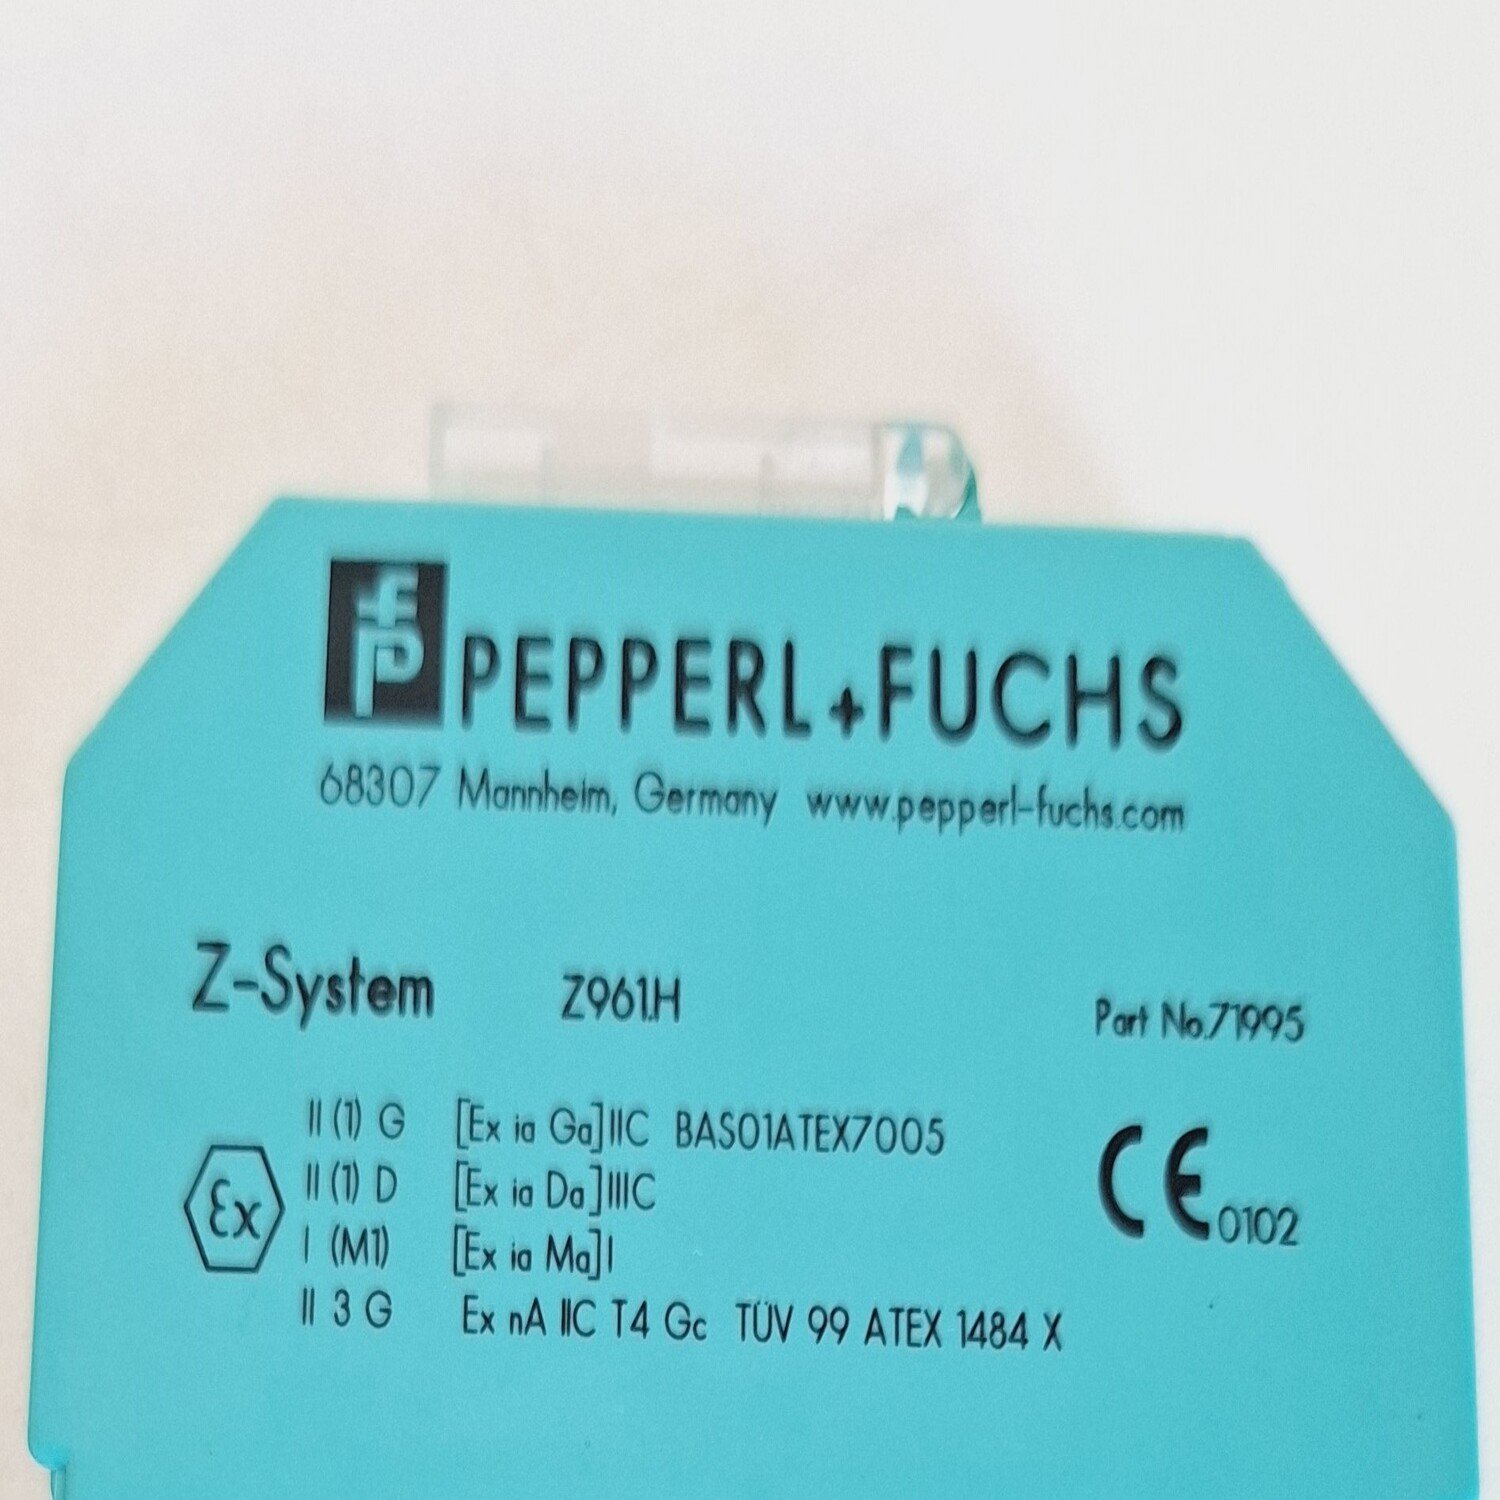 fp PEPPERL+FUCHS
68307 Mannheim, Germany www.pepperl-fuchs.com
Z-System Z961.H Part No.71995
II (1) G [Ex ia Ga]IIC BAS01ATEX7005
II (1) D [Ex ia Da]IIIC
Ex I (M1) [Ex ia Ma]I
CE 0102
II 3 G Ex nA IIC T4 Gc TÜV 99 ATEX 1484 X